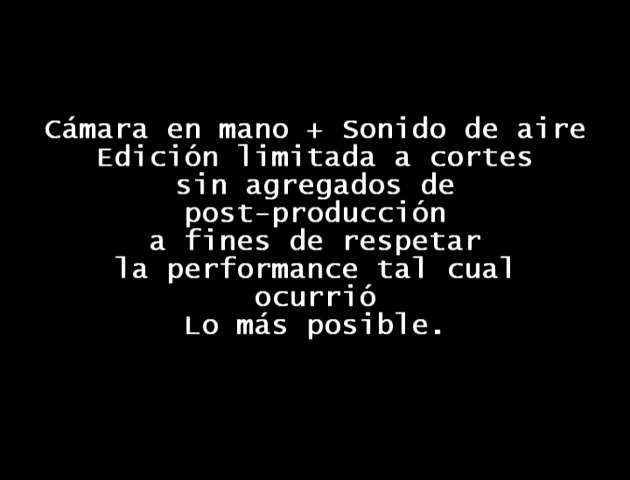 Cámara en mano + Sonido de aire
Edición limitada a cortes
sin agregados de
post-producción
a fines de respetar
la performance tal cual
ocurrió
Lo más posible.